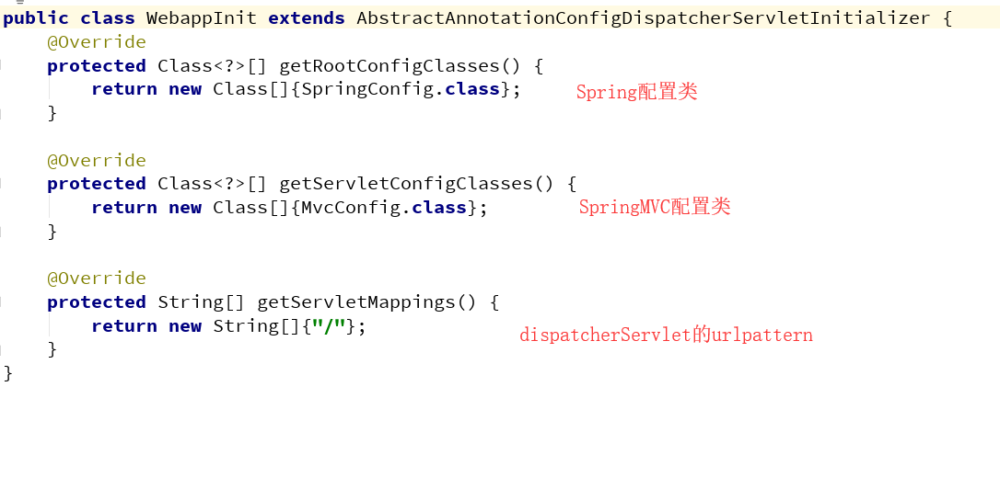 public class WebappInit extends AbstractAnnotationConfigDispatcherServletInitializer {
@Override
protected Class<?>[] getRootConfigClasses() {
return new Class[]{SpringConfig.class}; Spring配置类
}
@Override
protected Class<?>[] getServletConfigClasses() {
return new Class[]{MvcConfig.class}; SpringMVC配置类
}
@Override
protected String[] getServletMappings() {
return new String[]{"/"}; dispatcherServlet的urlpattern
}
}